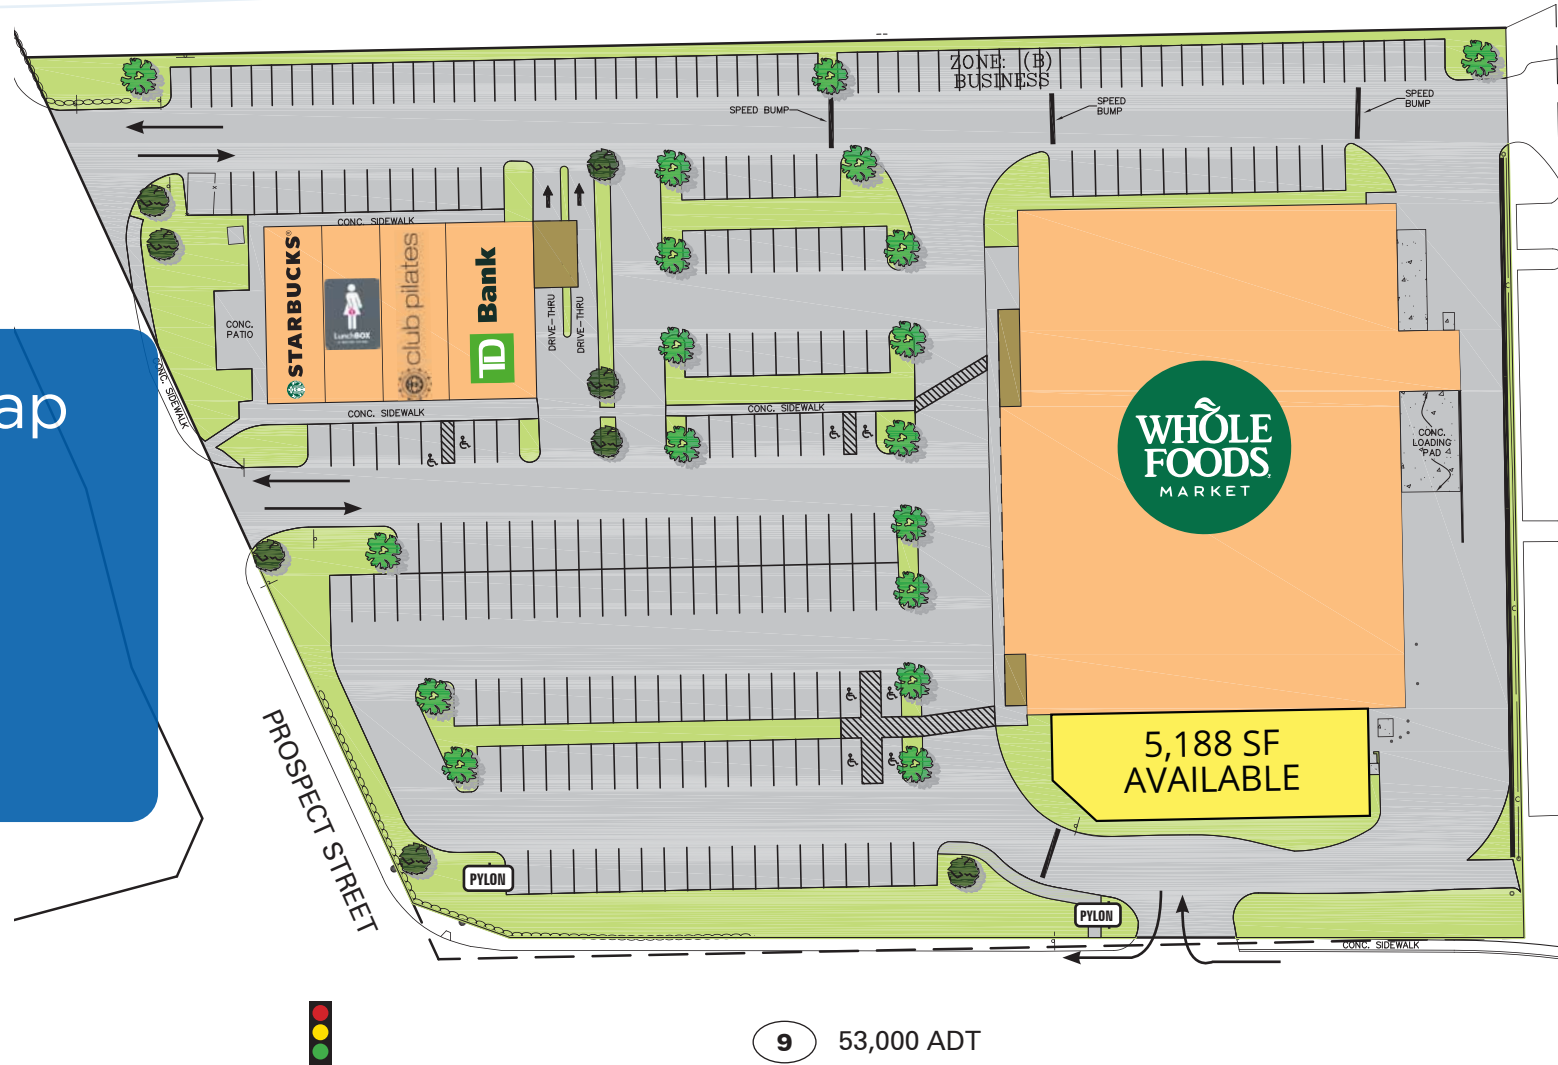 ZONE: (B)
BUSINESS
SPEED BUMP
SPEED
BUMP
SPEED
BUMP
CONC. SIDEWALK
STARBUCKS
LunchBOX
club pilates
TD Bank
DRIVE-THRU
DRIVE-THRU
CONC.
PATIO
CONC. SIDEWALK
ap
CONC. SIDEWALK
CONC. SIDEWALK
WHOLE
FOODS
MARKET
CONC.
LOADING
PAD
5,188 SF
AVAILABLE
PROSPECT STREET
PYLON
PYLON
CONC. SIDEWALK
9
53,000 ADT